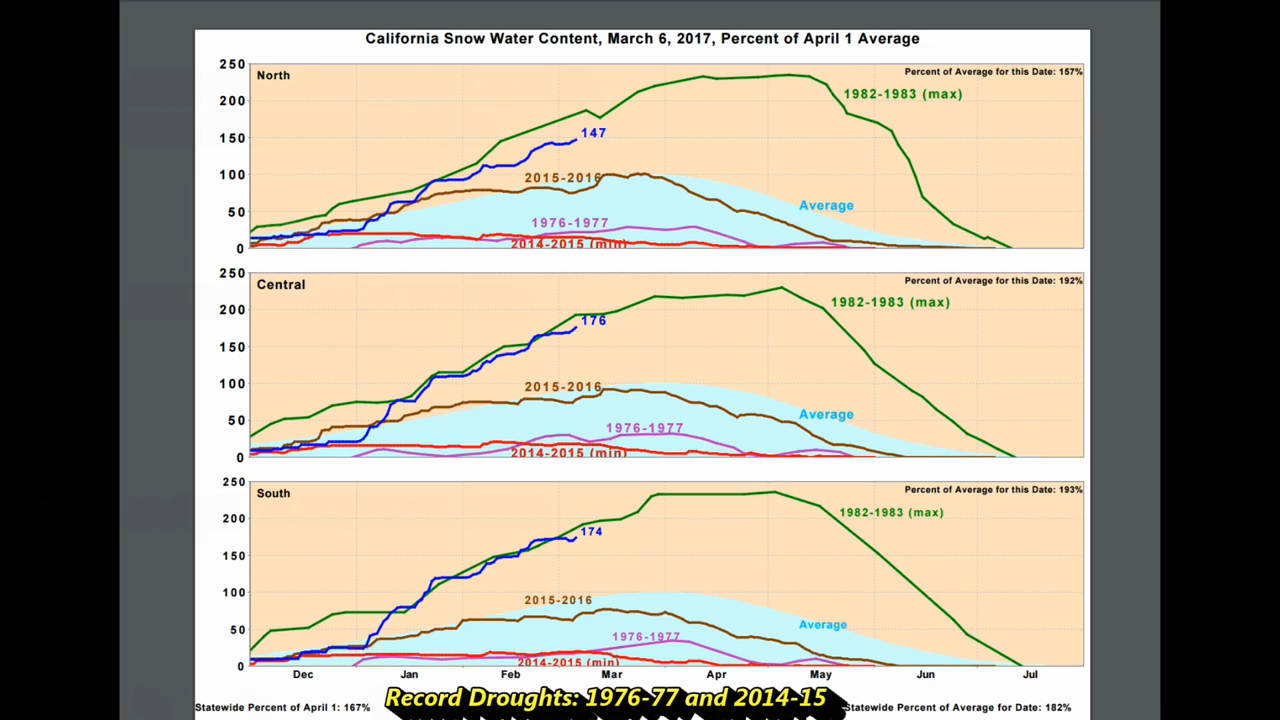 California Snow Water Content, March 6, 2017, Percent of April 1 Average
250
North
Percent of Average for this Date: 157%
1982-1983 (max)
200
150
147
100
2015-2016
Average
50
1976-1977
2014-2015 (min)
0
250
Central
Percent of Average for this Date: 192%
1982-1983 (max)
200
176
150
100
2015-2016
Average
50
1976-1977
2014-2015 (min)
0
250
South
Percent of Average for this Date: 193%
1982-1983 (max)
200
174
150
100
2015-2016
Average
50
1976-1977
2014-2015 (min)
0
Dec Jan Feb Mar Apr May Jun Jul
Statewide Percent of April 1: 167%
Record Droughts: 1976-77 and 2014-15
Statewide Percent of Average for Date: 182%